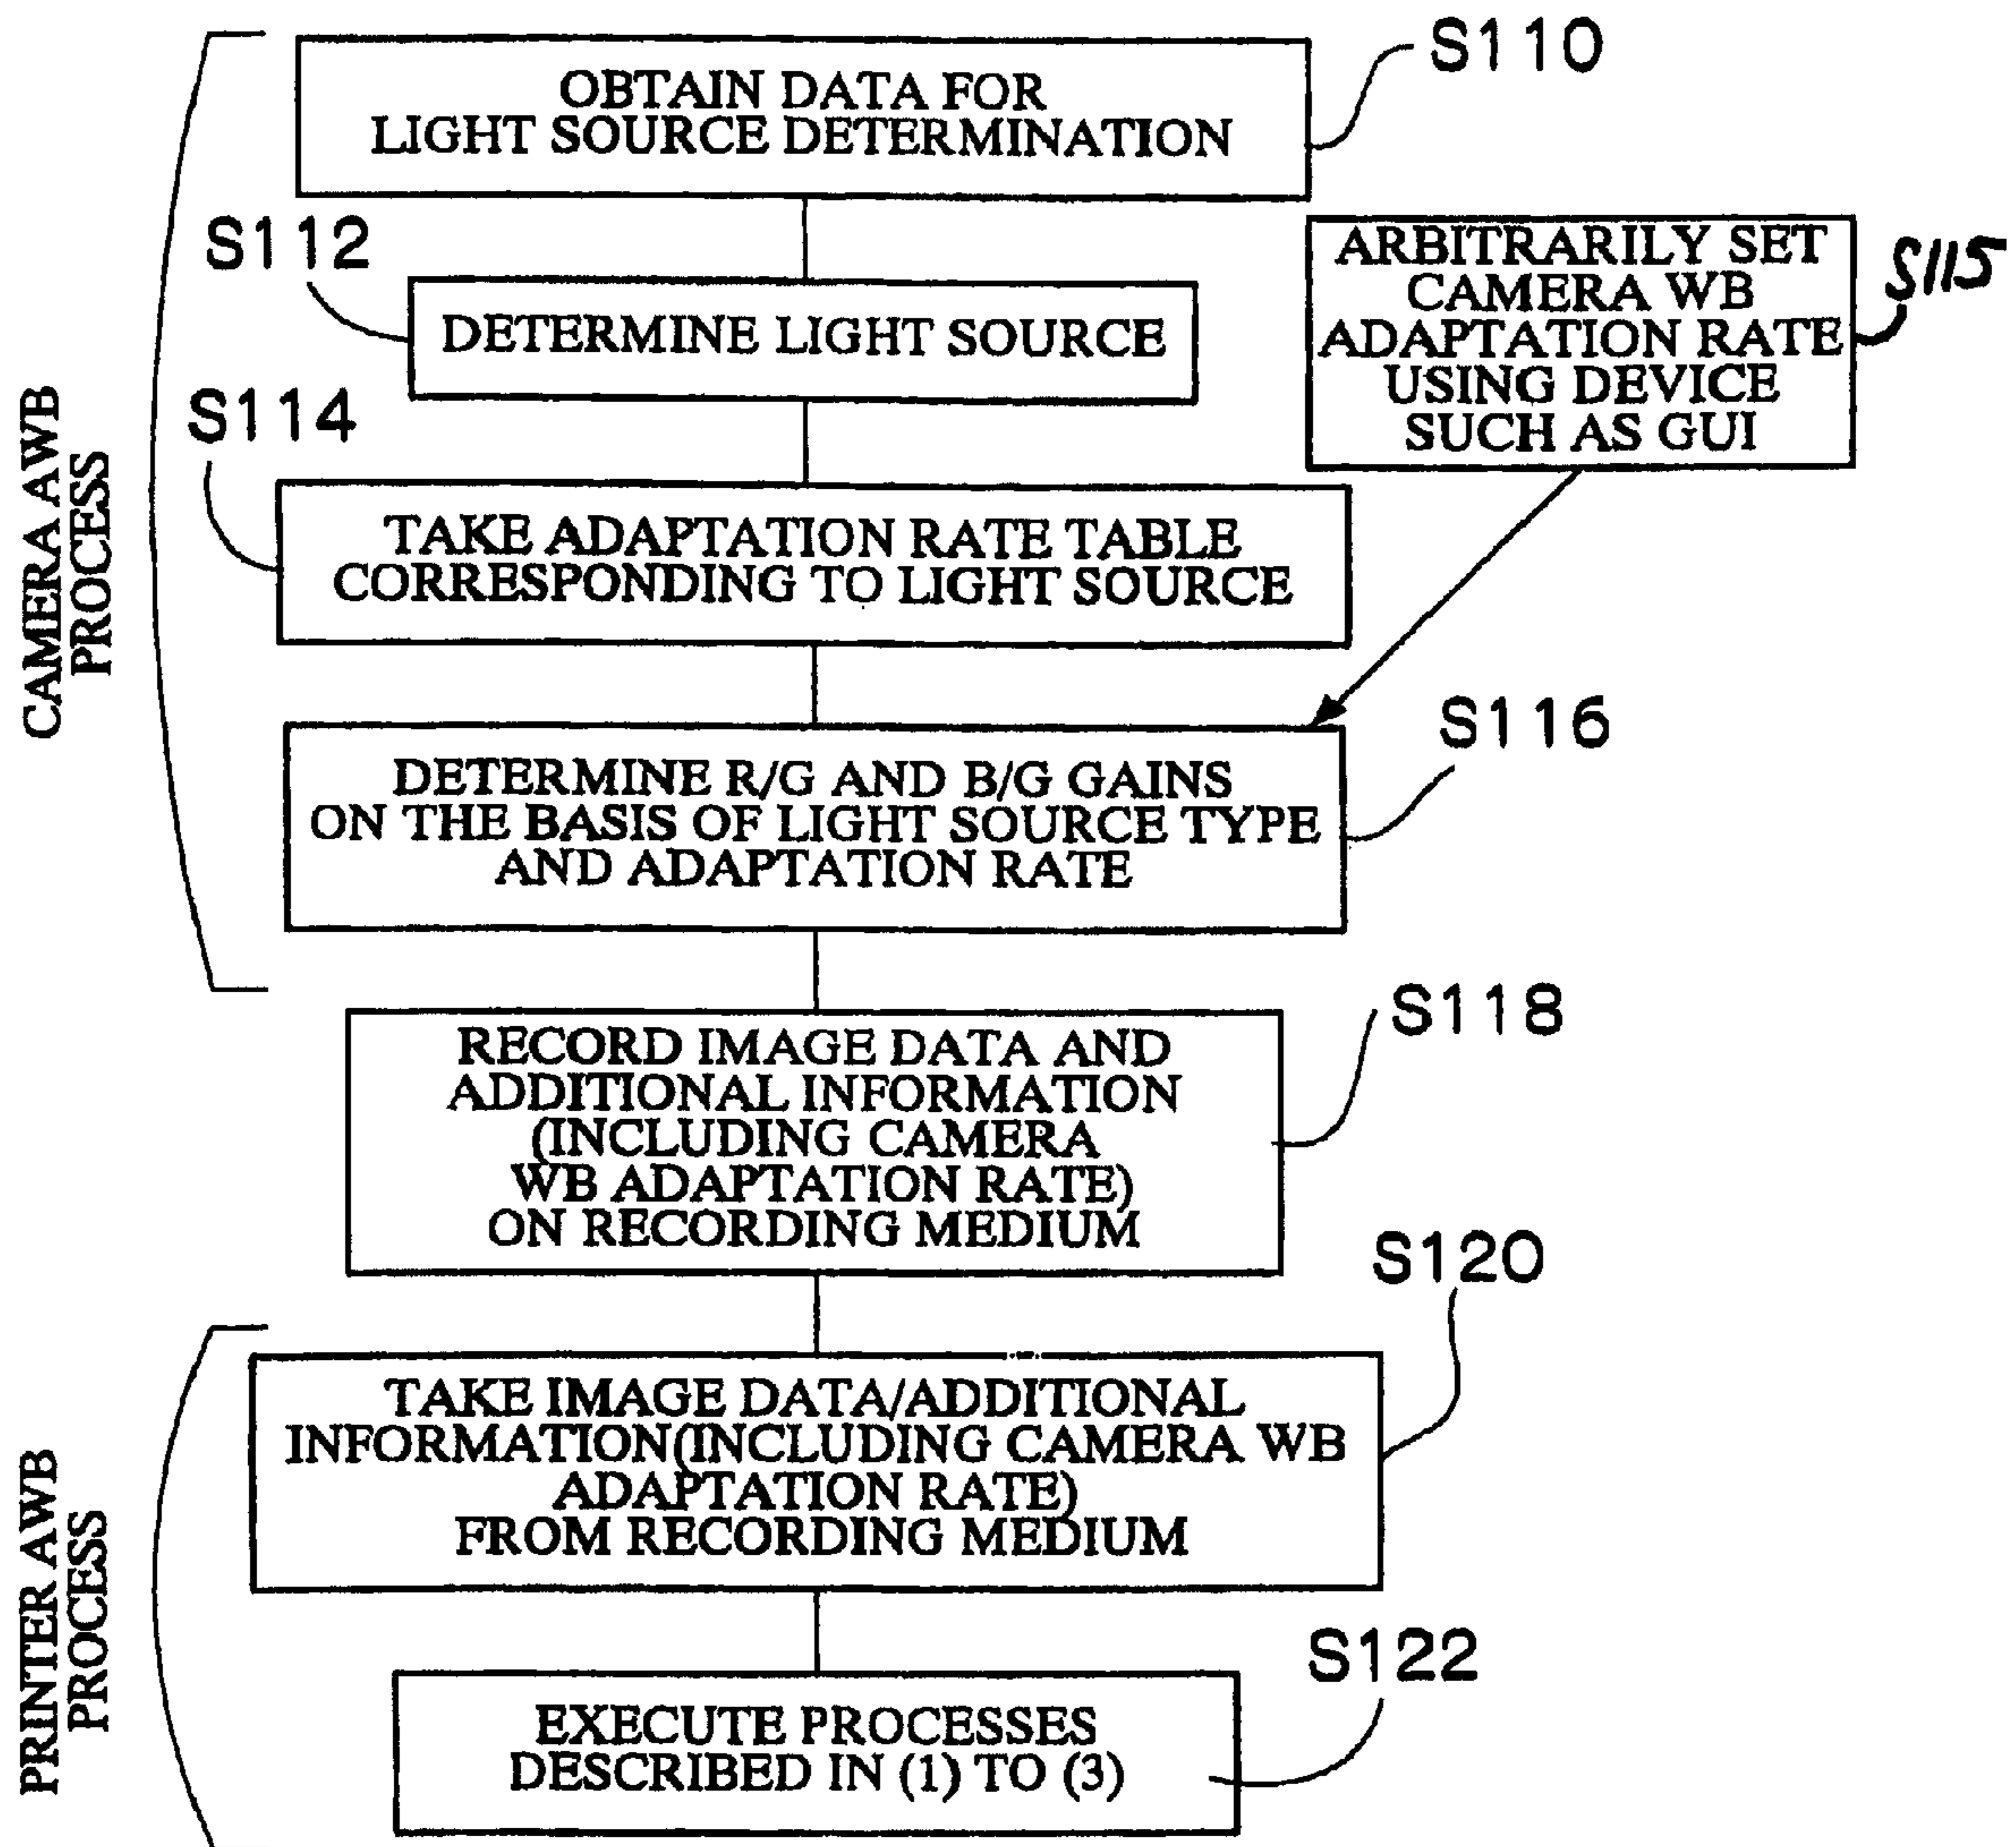 S110
OBTAIN DATA FOR
LIGHT SOURCE DETERMINATION
S112
DETERMINE LIGHT SOURCE
ARBITRARILY SET
CAMERA WB
ADAPTATION RATE
USING DEVICE
SUCH AS GUI
S115
S114
TAKE ADAPTATION RATE TABLE
CORRESPONDING TO LIGHT SOURCE
CAMERA AWB
PROCESS
S116
DETERMINE R/G AND B/G GAINS
ON THE BASIS OF LIGHT SOURCE TYPE
AND ADAPTATION RATE
S118
RECORD IMAGE DATA AND
ADDITIONAL INFORMATION
(INCLUDING CAMERA
WB ADAPTATION RATE)
ON RECORDING MEDIUM
S120
TAKE IMAGE DATA/ADDITIONAL
INFORMATION(INCLUDING CAMERA WB
ADAPTATION RATE)
FROM RECORDING MEDIUM
PRINTER AWB
PROCESS
S122
EXECUTE PROCESSES
DESCRIBED IN (1) TO (3)